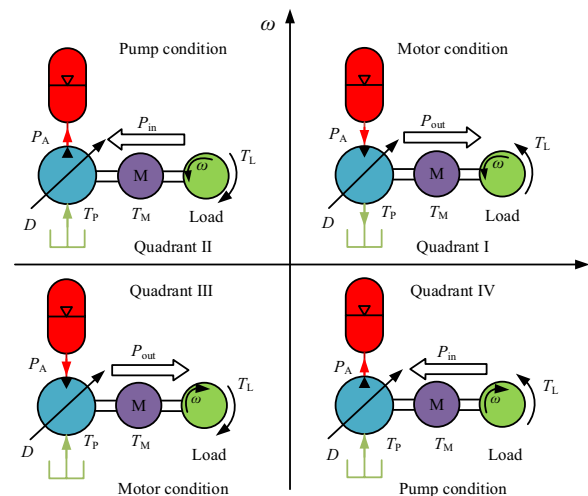 ω
Pump condition
P_in
P_A
T_L
M
ω
D
T_P
T_M
Load
Quadrant II
Motor condition
P_out
P_A
T_L
M
ω
D
T_P
T_M
Load
Quadrant I
Quadrant III
P_out
P_A
T_L
M
ω
D
T_P
T_M
Load
Motor condition
Quadrant IV
P_in
P_A
T_L
M
ω
D
T_P
T_M
Load
Pump condition